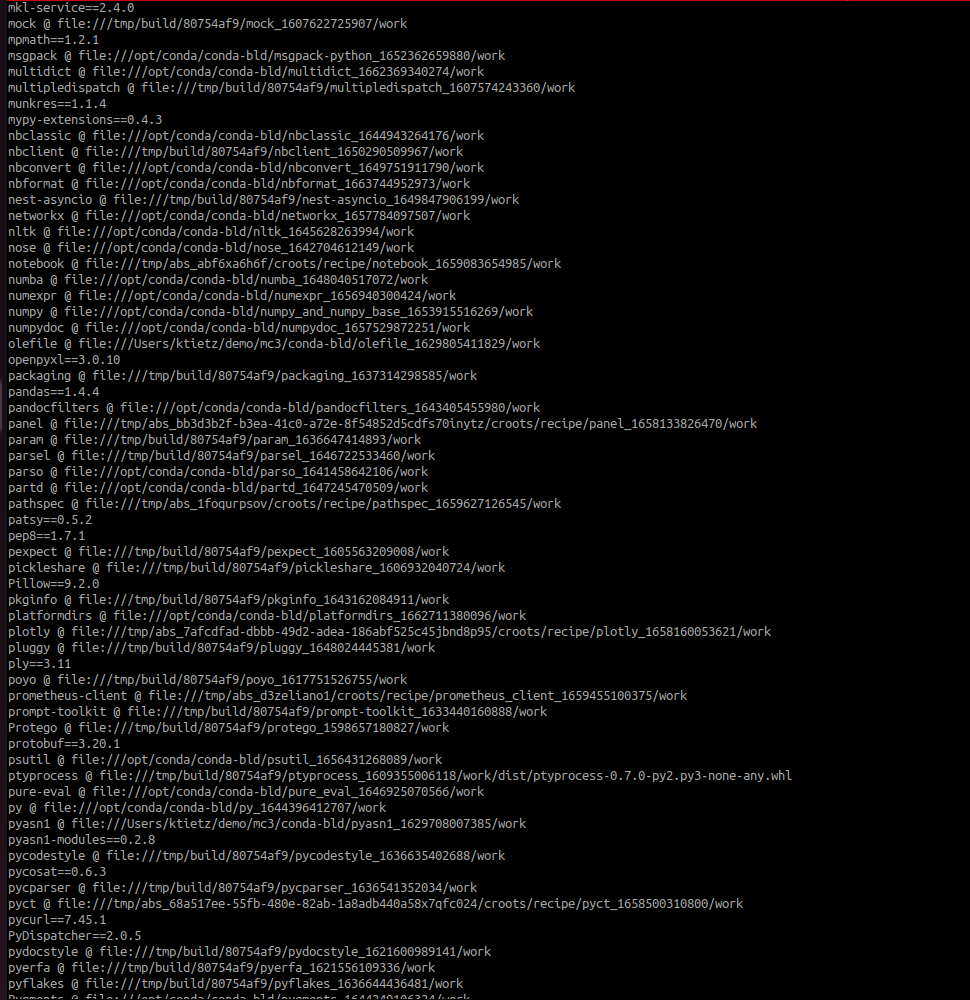 mkl-service==2.4.0
mock @ file:///tmp/build/80754af9/mock_1607622725907/work
mpmath==1.2.1
msgpack @ file:///opt/conda/conda-bld/msgpack-python_1652362659880/work
multidict @ file:///opt/conda/conda-bld/multidict_1662369340274/work
multipledispatch @ file:///tmp/build/80754af9/multipledispatch_1607574243360/work
munkres==1.1.4
mypy-extensions==0.4.3
nbclassic @ file:///opt/conda/conda-bld/nbclassic_1644943264176/work
nbclient @ file:///tmp/build/80754af9/nbclient_1650290509967/work
nbconvert @ file:///opt/conda/conda-bld/nbconvert_1649751911790/work
nbformat @ file:///opt/conda/conda-bld/nbformat_1663744952973/work
nest-asyncio @ file:///tmp/build/80754af9/nest-asyncio_1649847906199/work
networkx @ file:///opt/conda/conda-bld/networkx_1657784097507/work
nltk @ file:///opt/conda/conda-bld/nltk_1645628263994/work
nose @ file:///opt/conda/conda-bld/nose_1642704612149/work
notebook @ file:///tmp/abs_abf6xa6h6f/croots/recipe/notebook_1659083654985/work
numba @ file:///opt/conda/conda-bld/numba_1648040517072/work
numexpr @ file:///opt/conda/conda-bld/numexpr_1656940300424/work
numpy @ file:///opt/conda/conda-bld/numpy_and_numpy_base_1653915516269/work
numpydoc @ file:///opt/conda/conda-bld/numpydoc_1657529872251/work
olefile @ file:///Users/ktietz/demo/mc3/conda-bld/olefile_1629805411829/work
openpyxl==3.0.10
packaging @ file:///tmp/build/80754af9/packaging_1637314298585/work
pandas==1.4.4
pandocfilters @ file:///opt/conda/conda-bld/pandocfilters_1643405455980/work
panel @ file:///tmp/abs_bb3d3b2f-b3ea-41c0-a72e-8f54852d5cdfs70inytz/croots/recipe/panel_1658133826470/work
param @ file:///tmp/build/80754af9/param_1636647414893/work
parsel @ file:///tmp/build/80754af9/parsel_1646722533460/work
parso @ file:///opt/conda/conda-bld/parso_1641458642106/work
partd @ file:///opt/conda/conda-bld/partd_1647245470509/work
pathspec @ file:///tmp/abs_1foqurpsov/croots/recipe/pathspec_1659627126545/work
patsy==0.5.2
pep8==1.7.1
pexpect @ file:///tmp/build/80754af9/pexpect_1605563209008/work
pickleshare @ file:///tmp/build/80754af9/pickleshare_1606932040724/work
Pillow==9.2.0
pkginfo @ file:///tmp/build/80754af9/pkginfo_1643162084911/work
platformdirs @ file:///opt/conda/conda-bld/platformdirs_1662711380096/work
plotly @ file:///tmp/abs_7afcdfad-dbbb-49d2-adea-186abf525c45jbnd8p95/croots/recipe/plotly_1658160053621/work
pluggy @ file:///tmp/build/80754af9/pluggy_1648024445381/work
ply==3.11
poyo @ file:///tmp/build/80754af9/poyo_1617751526755/work
prometheus-client @ file:///tmp/abs_d3zeliano1/croots/recipe/prometheus_client_1659455100375/work
prompt-toolkit @ file:///tmp/build/80754af9/prompt-toolkit_1633440160888/work
Protego @ file:///tmp/build/80754af9/protego_1598657180827/work
protobuf==3.20.1
psutil @ file:///opt/conda/conda-bld/psutil_1656431268089/work
ptyprocess @ file:///tmp/build/80754af9/ptyprocess_1609355006118/work/dist/ptyprocess-0.7.0-py2.py3-none-any.whl
pure-eval @ file:///opt/conda/conda-bld/pure_eval_1646925070566/work
py @ file:///opt/conda/conda-bld/py_1644396412707/work
pyasn1 @ file:///Users/ktietz/demo/mc3/conda-bld/pyasn1_1629708007385/work
pyasn1-modules==0.2.8
pycodestyle @ file:///tmp/build/80754af9/pycodestyle_1636635402688/work
pycosat==0.6.3
pycparser @ file:///tmp/build/80754af9/pycparser_1636541352034/work
pyct @ file:///tmp/abs_68a517ee-55fb-480e-82ab-1a8adb440a58x7qfc024/croots/recipe/pyct_1658500310800/work
pycurl==7.45.1
PyDispatcher==2.0.5
pydocstyle @ file:///tmp/build/80754af9/pydocstyle_1621600989141/work
pyerfa @ file:///tmp/build/80754af9/pyerfa_1621556109336/work
pyflakes @ file:///tmp/build/80754af9/pyflakes_1636644436481/work
Pygments @ file:///opt/conda/conda-bld/pygments_1644249106324/work